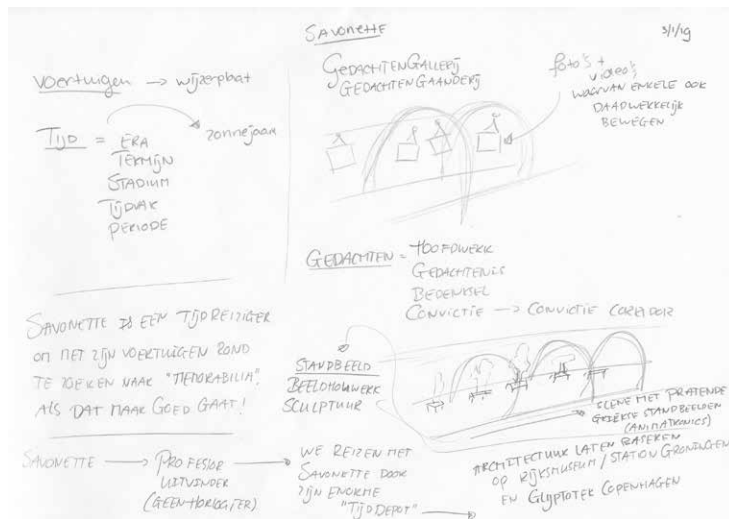 SAVONETTE
3/1/19
VOERTUIGEN → WIJZERPLAAT
TIJD = ERA
ZONNEJAAR
TERMIJN
STADIUM
TIJDVAK
PERIODE
GEDACHTENGALLERIJ
GEDACHTENGAANDERIJ
FOTO'S +
VIDEO'S
WAARVAN ENKELE OOK
DAADWERKELIJK
BEWEGEN
GEDACHTEN = HOOFDWERK
GEDACHTENIS
BEDENKSEL
CONVICTIE → CONVICTIE CORRIDOR
SAVONETTE IS EEN TIJDREIZIGER
OM MET ZIJN VOERTUIGEN ROND
TE ZOEKEN NAAR "MEMORABILIA".
ALS DAT MAAR GOED GAAT!
STANDBEELD
BEELDHOUWERK
SCULPTUUR
SCENE MET PRATENDE
GRIEKSE STANDBEELDEN
(ANIMATRONICS)
SAVONETTE → PROFESSOR
UITVINDER
(GEEN HORLOGIER)
WE REIZEN MET
SAVONETTE DOOR
ZIJN ENORME
"TIJDDEPOT"
ARCHITECTUUR LATEN BASEREN
OP RIJKSMUSEUM / STATION GRONINGEN
EN GLYPTOTEK COPENHAGEN